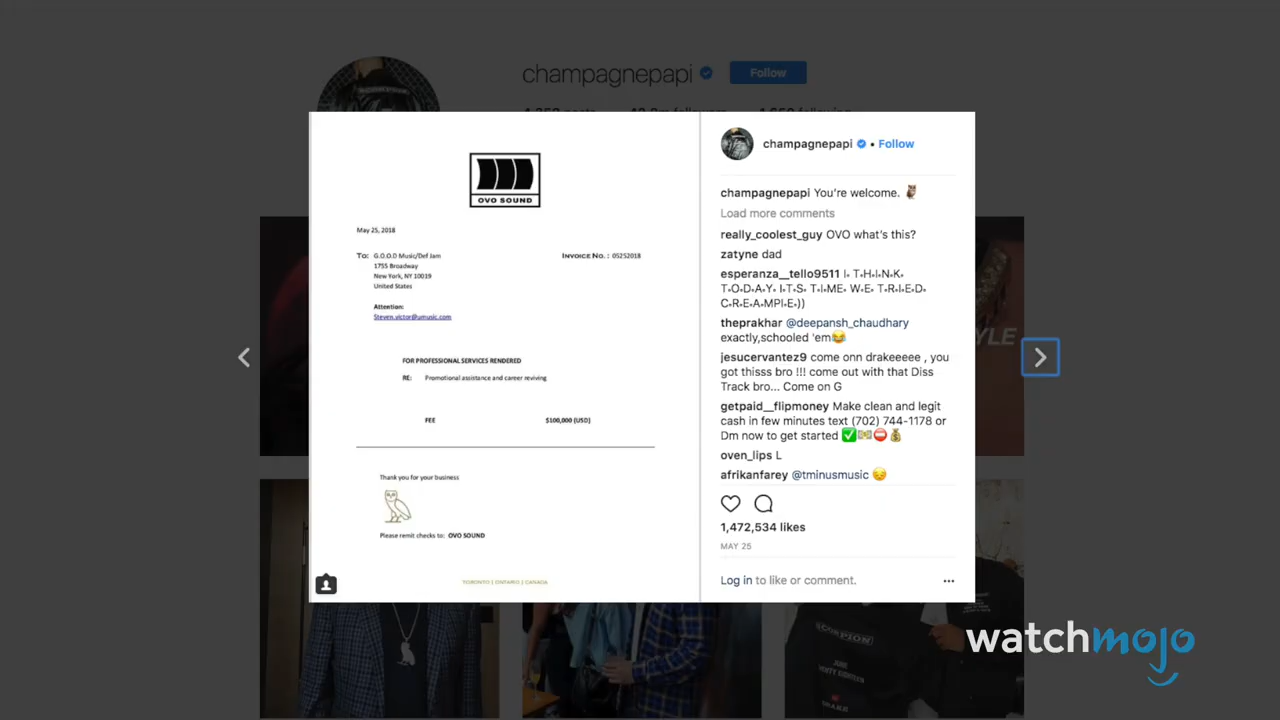 champagnepapi Follow
OVO SOUND
May 25, 2018
To: G.O.O.D Music/Def Jam
1755 Broadway
New York, NY 10019
United States
INVOICE NO.: 05252018
Attention:
Steven.victor@umusic.com
FOR PROFESSIONAL SERVICES RENDERED
RE: Promotional assistance and career reviving
FEE $100,000 (USD)
Thank you for your business
Please remit checks to: OVO SOUND
TORONTO | ONTARIO | CANADA
champagnepapi • Follow
champagnepapi You're welcome. 🦉
Load more comments
really_coolest_guy OVO what's this?
zatyne dad
esperanza__tello9511 I• T•H•I•N•K•
T•O•D•A•Y• I•T•S• T•I•M•E• W•E• T•R•I•E•D•
C•R•E•A•M•P•I•E•))
theprakhar @deepansh_chaudhary
exactly,schooled 'em😂
jesucervantez9 come onn drakeeeee , you
got thisss bro !!! come out with that Diss
Track bro... Come on G
getpaid__flipmoney Make clean and legit
cash in few minutes text (702) 744-1178 or
Dm now to get started ✅💵⛔💰
oven_lips L
afrikanfarey @tminusmusic 😔
1,472,534 likes
MAY 25
Log in to like or comment.
YLE
watchmojo